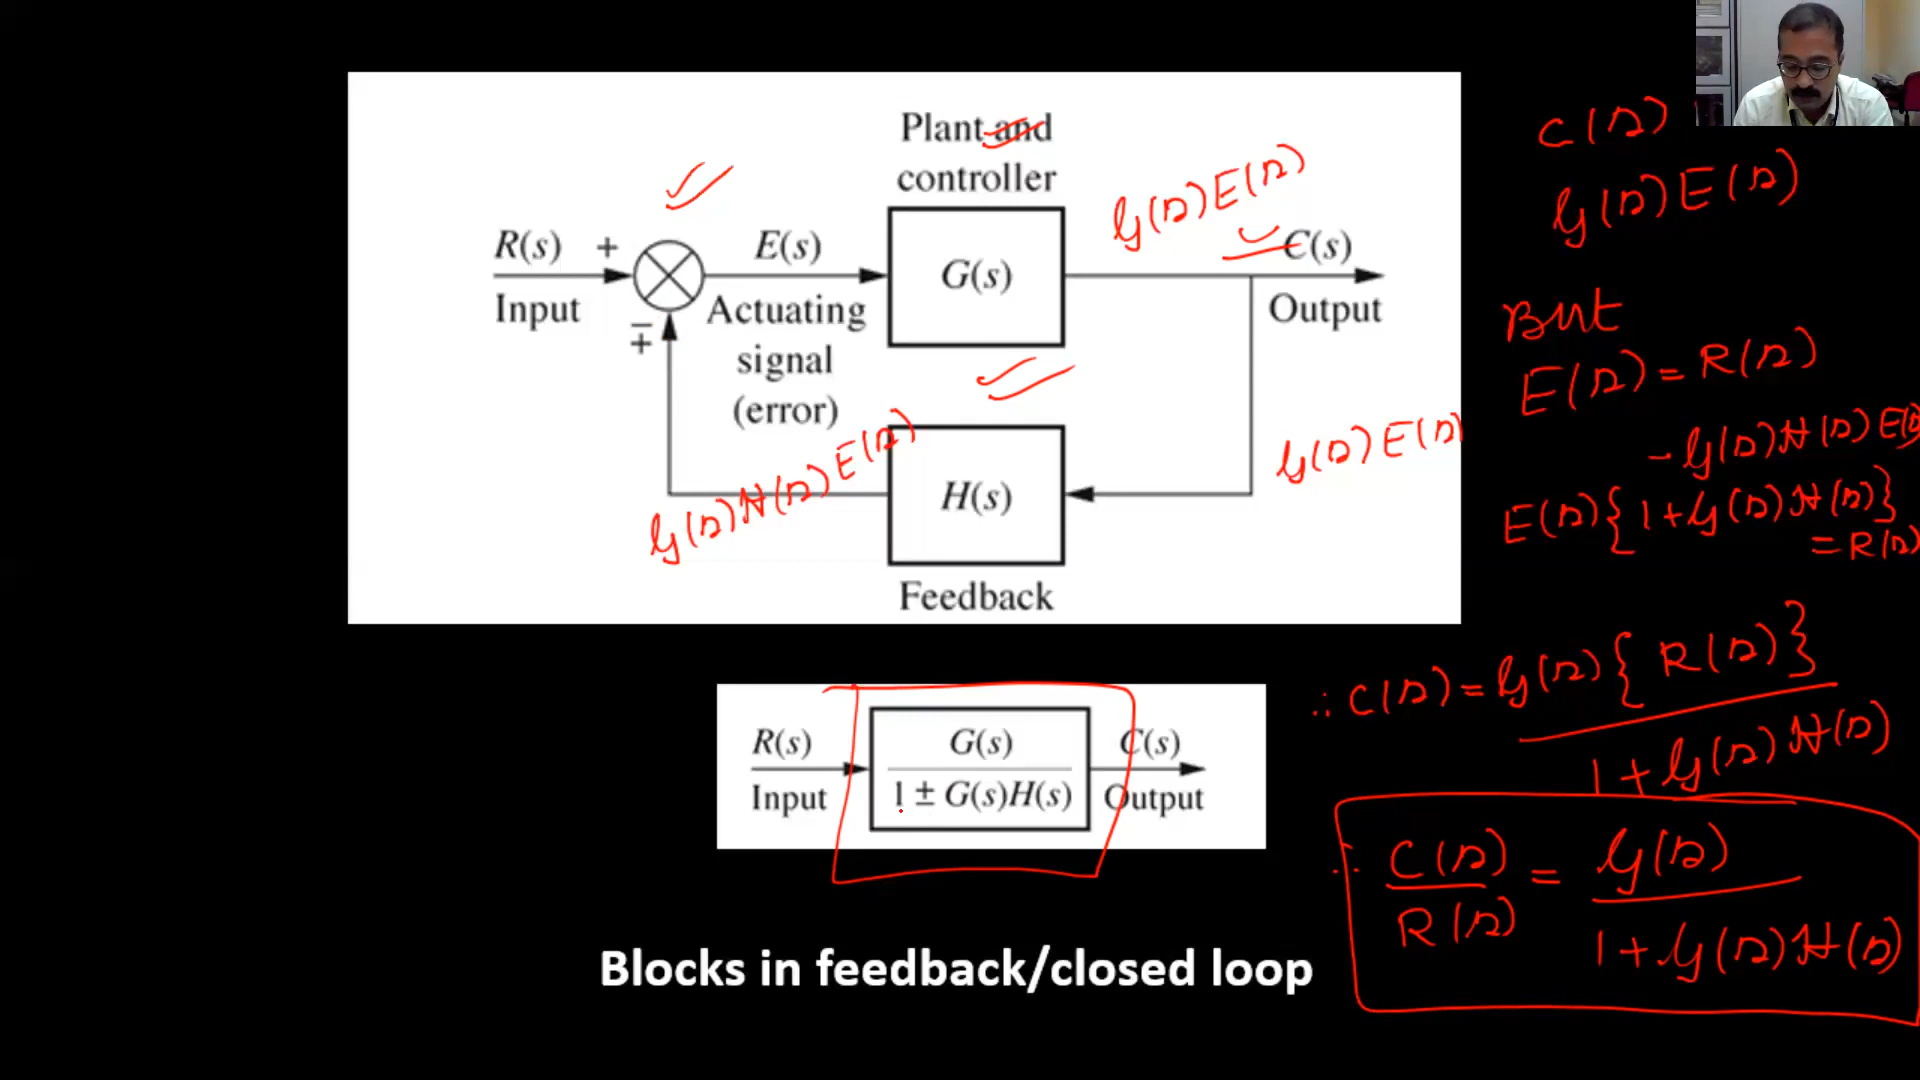 Plant and
controller
G(s)E(s)
R(s) +
E(s)
G(s)
C(s)
Input
∓
Actuating
signal
(error)
Output
G(s)H(s)E(s)
H(s)
G(s)E(s)
Feedback
R(s)
Input
G(s)
1 ± G(s)H(s)
C(s)
Output
Blocks in feedback/closed loop
C(s)
G(s)E(s)
But
E(s) = R(s)
- G(s)H(s)E(s)
E(s){1+G(s)H(s)}
= R(s)
∴ C(s) = G(s){R(s)}
1 + G(s)H(s)
∴ C(s) = G(s)
R(s) 1 + G(s)H(s)